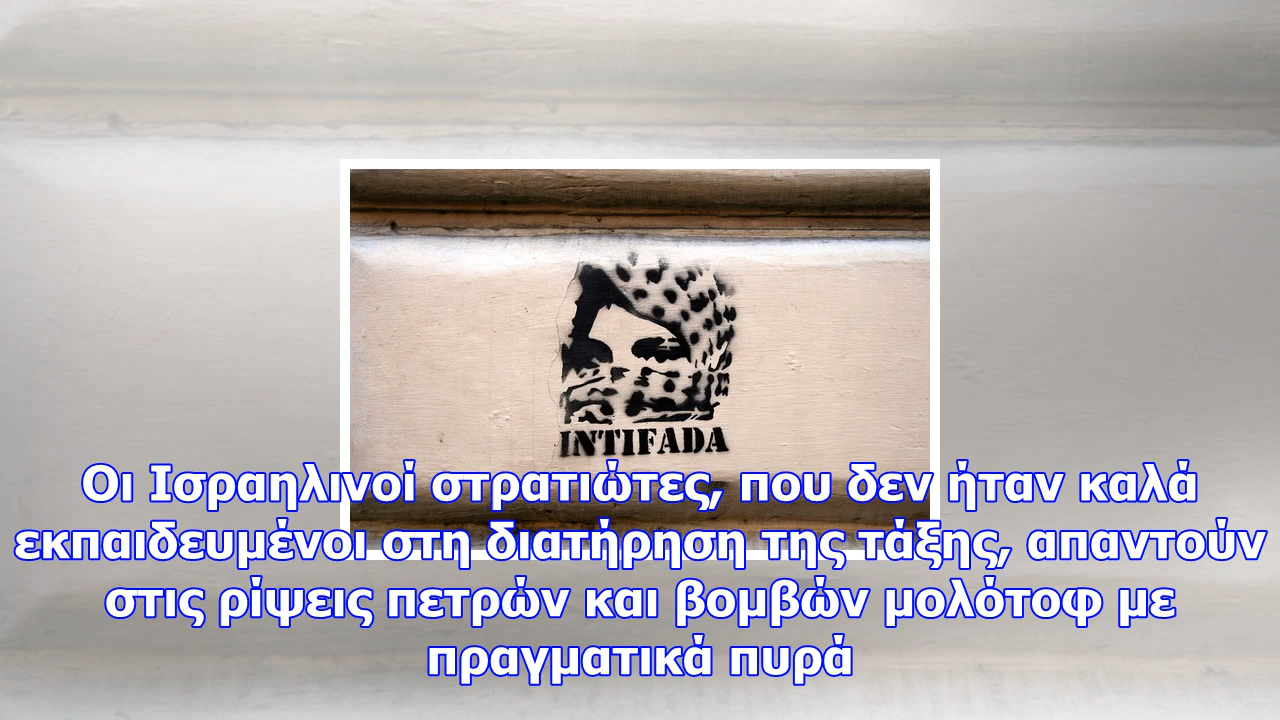 INTIFADA
Οι Ισραηλινοί στρατιώτες, που δεν ήταν καλά
εκπαιδευμένοι στη διατήρηση της τάξης, απαντούν
στις ρίψεις πετρών και βομβών μολότοφ με
πραγματικά πυρά